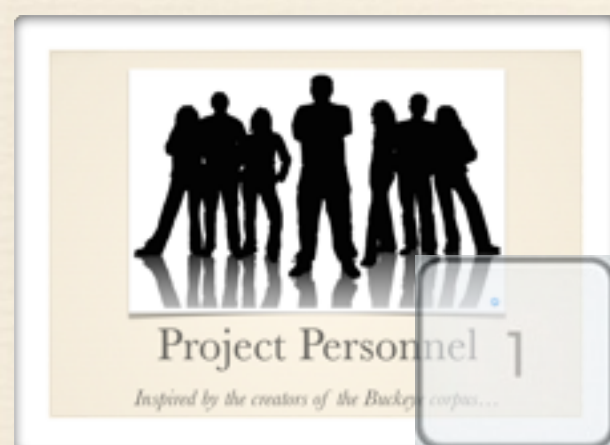 Project Personnel
1
Inspired by the creators of the Buckeye corpus…